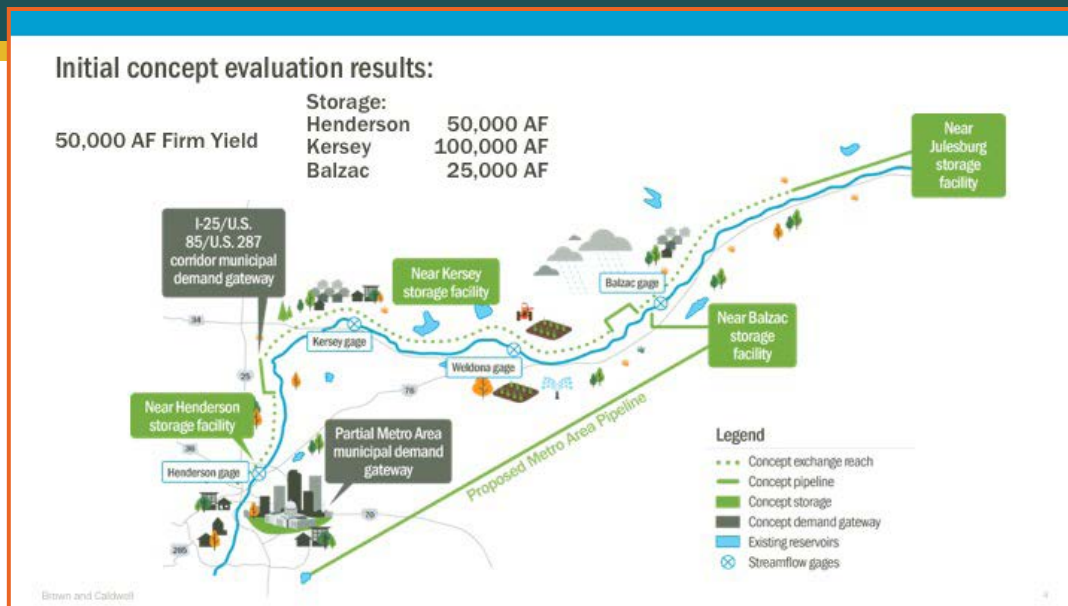 Initial concept evaluation results:
50,000 AF Firm Yield
Storage:
Henderson 50,000 AF
Kersey 100,000 AF
Balzac 25,000 AF
Near
Julesburg
storage
facility
I-25/U.S.
85/U.S. 287
corridor municipal
demand gateway
Near Kersey
storage facility
Balzac gage
34
Kersey gage
Near Balzac
storage
facility
Weldona gage
25
76
Near Henderson
storage facility
Partial Metro Area
municipal demand
gateway
Proposed Metro Area Pipeline
36
Henderson gage
70
285
Legend
Concept exchange reach
Concept pipeline
Concept storage
Concept demand gateway
Existing reservoirs
Streamflow gages
Brown and Caldwell
4